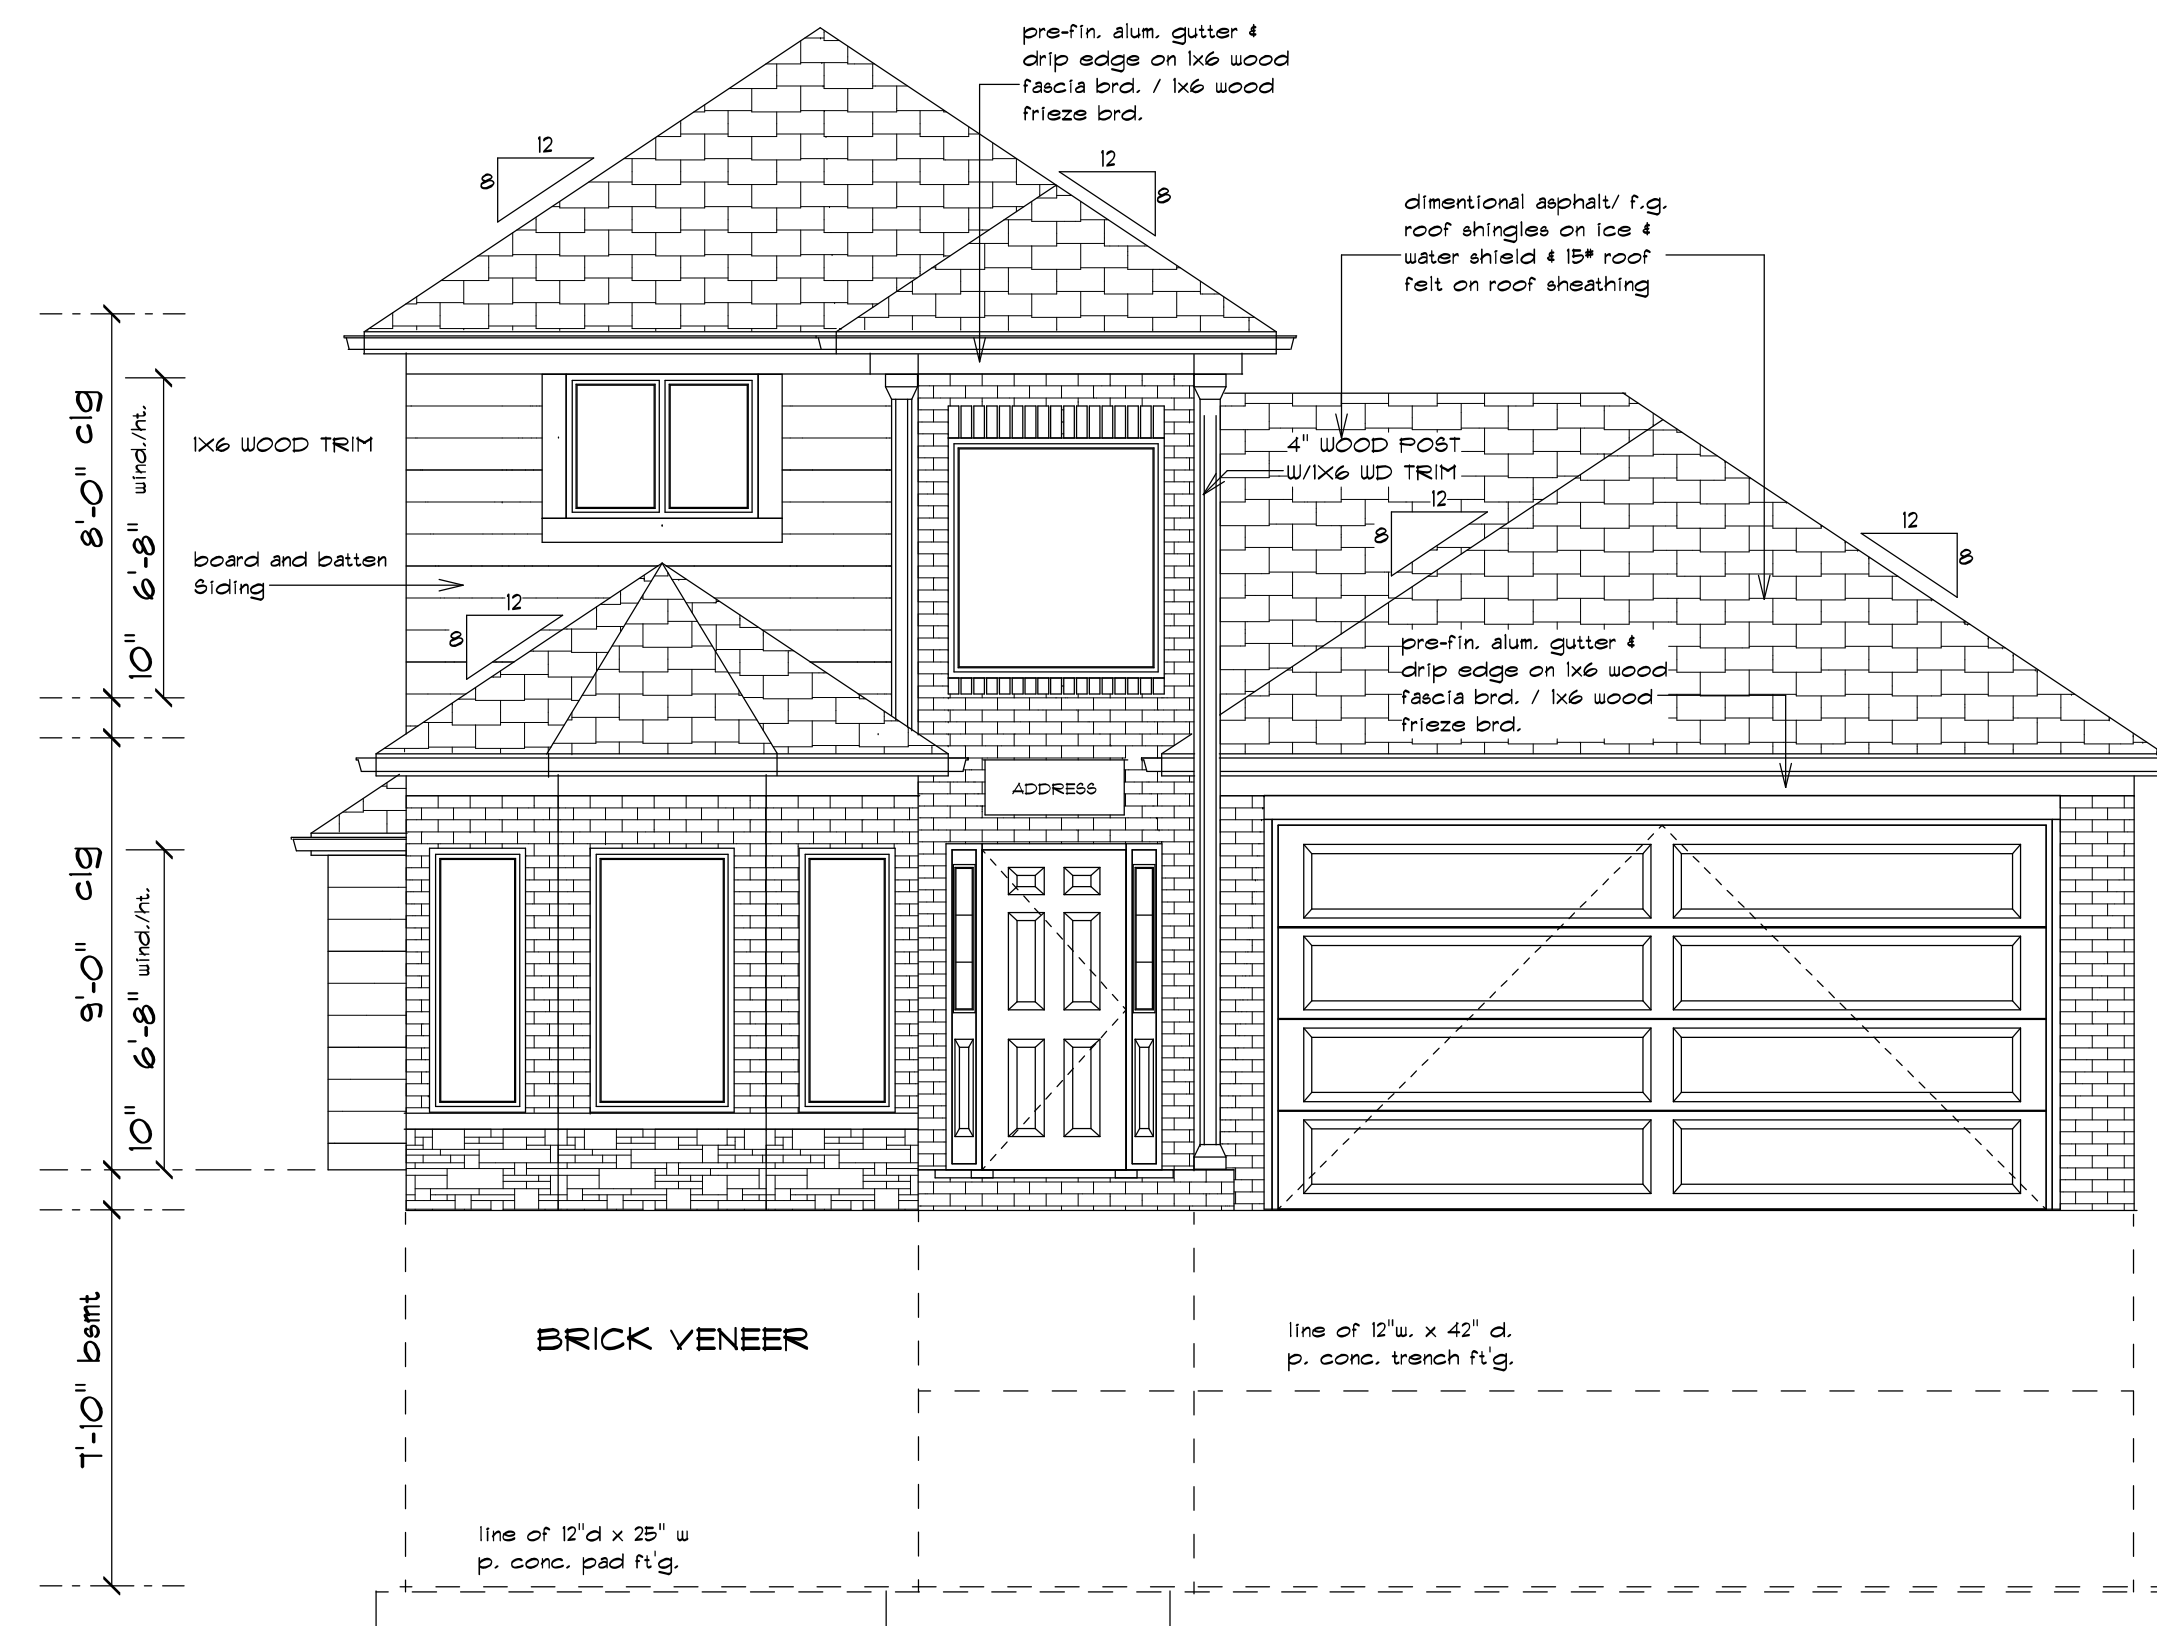 pre-fin. alum. gutter &
drip edge on 1x6 wood
fascia brd. / 1x6 wood
frieze brd.
12
8
12
8
dimentional asphalt/ f.g.
roof shingles on ice &
water shield & 15# roof
felt on roof sheathing
8'-0" clg
6'-8" wind./ht.
10"
1X6 WOOD TRIM
4" WOOD POST
W/1X6 WD TRIM
12
8
12
8
board and batten
Siding
12
8
pre-fin. alum. gutter &
drip edge on 1x6 wood
fascia brd. / 1x6 wood
frieze brd.
ADDRESS
9'-0" clg
6'-8" wind./ht.
10"
7'-10" bsmt
BRICK VENEER
line of 12"w. x 42" d.
p. conc. trench ft'g.
line of 12"d x 25" w
p. conc. pad ft'g.